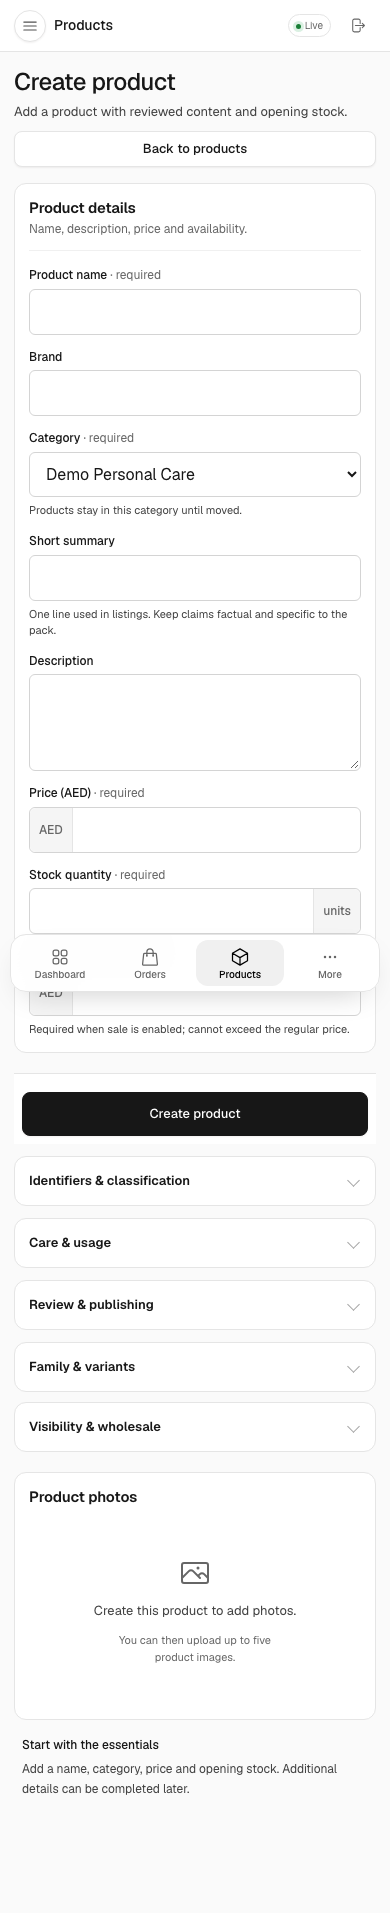 Products
Live
Create product
Add a product with reviewed content and opening stock.
Back to products
Product details
Name, description, price and availability.
Product name · required
Brand
Category · required
Demo Personal Care
Products stay in this category until moved.
Short summary
One line used in listings. Keep claims factual and specific to the
pack.
Description
Price (AED) · required
AED
Stock quantity · required
units
Dashboard
Orders
Products
More
AED
Required when sale is enabled; cannot exceed the regular price.
Create product
Identifiers & classification
Care & usage
Review & publishing
Family & variants
Visibility & wholesale
Product photos
Create this product to add photos.
You can then upload up to five
product images.
Start with the essentials
Add a name, category, price and opening stock. Additional
details can be completed later.